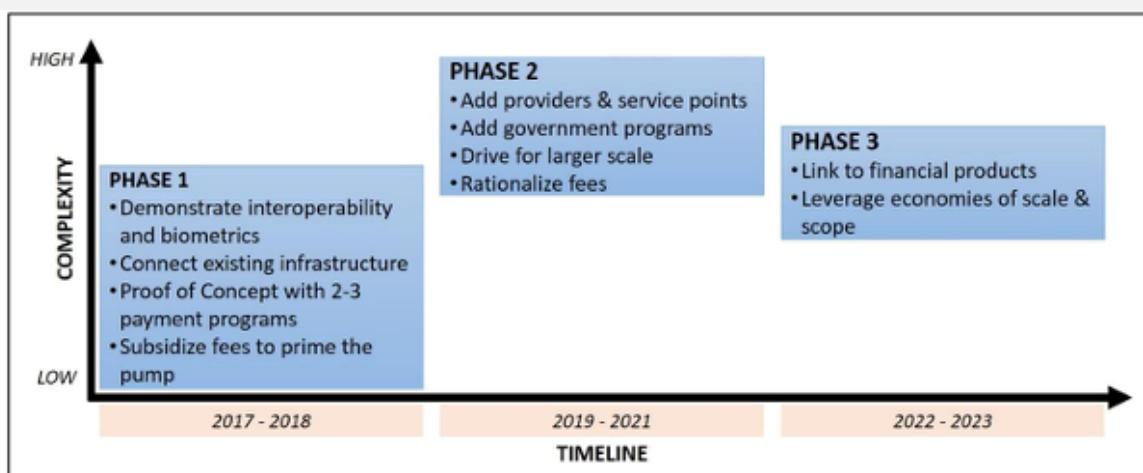 HIGH
COMPLEXITY
LOW
PHASE 1
•Demonstrate interoperability
and biometrics
•Connect existing infrastructure
•Proof of Concept with 2-3
payment programs
•Subsidize fees to prime the
pump
PHASE 2
•Add providers & service points
•Add government programs
•Drive for larger scale
•Rationalize fees
PHASE 3
•Link to financial products
•Leverage economies of scale &
scope
2017 - 2018
2019 - 2021
2022 - 2023
TIMELINE